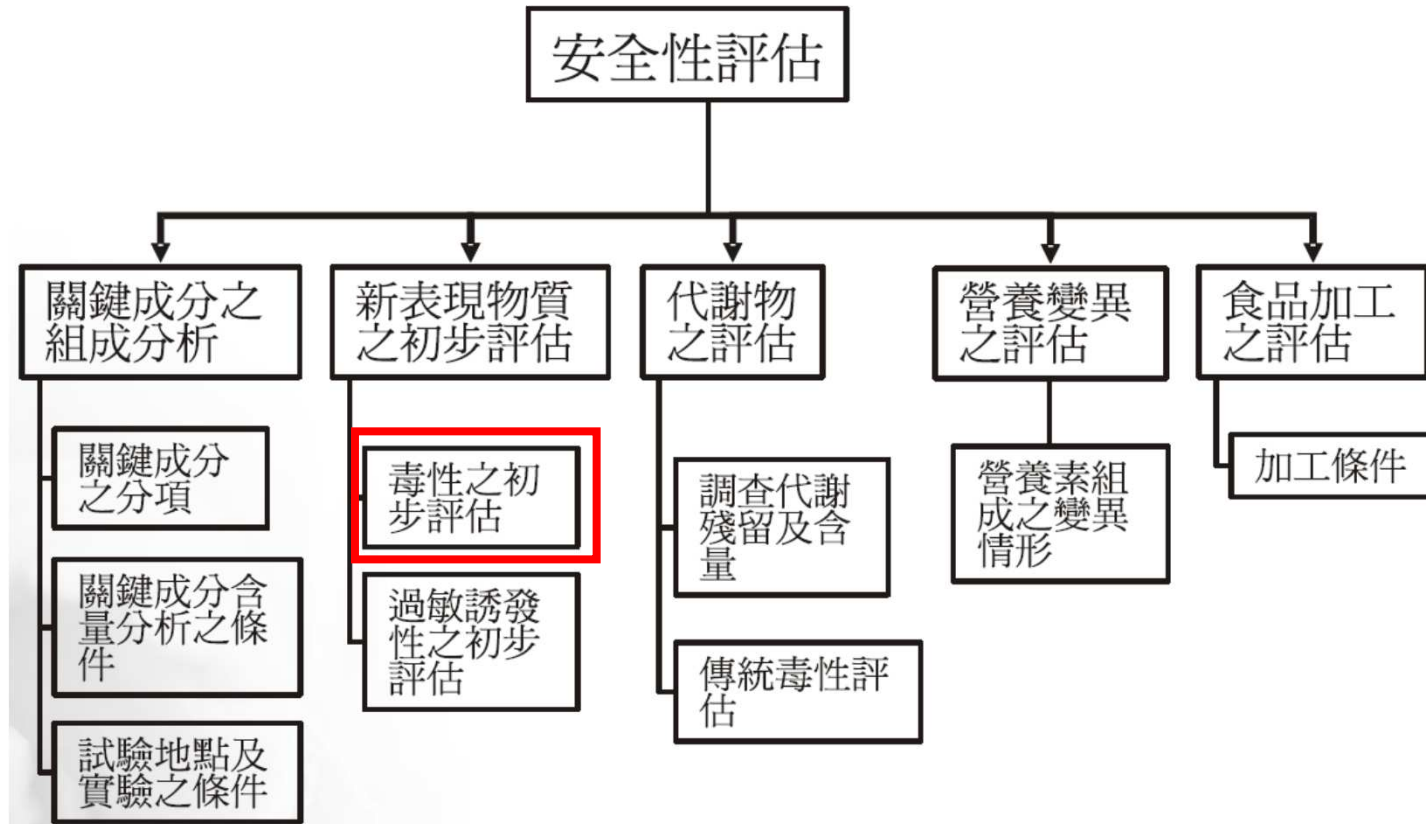 安全性評估
關鍵成分之
組成分析
新表現物質
之初步評估
代謝物
之評估
營養變異
之評估
食品加工
之評估
關鍵成分
之分項
關鍵成分含
量分析之條
件
試驗地點及
實驗之條件
毒性之初
步評估
過敏誘發
性之初步
評估
調查代謝
殘留及含
量
傳統毒性評
估
營養素組
成之變異
情形
加工條件